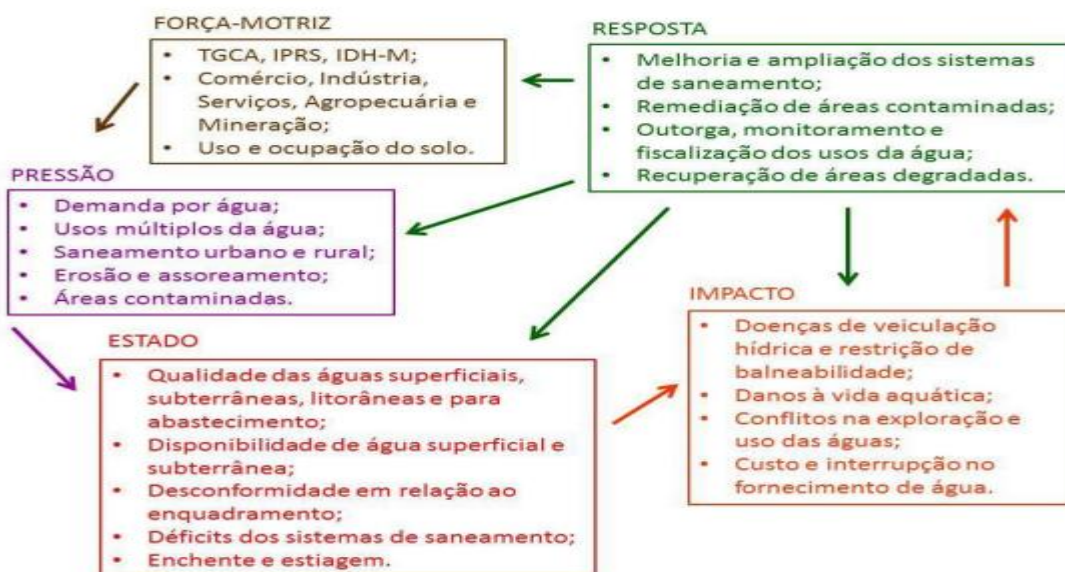 FORÇA-MOTRIZ
• TGCA, IPRS, IDH-M;
• Comércio, Indústria,
Serviços, Agropecuária e
Mineração;
• Uso e ocupação do solo.
RESPOSTA
• Melhoria e ampliação dos sistemas
de saneamento;
• Remediação de áreas contaminadas;
• Outorga, monitoramento e
fiscalização dos usos da água;
• Recuperação de áreas degradadas.
PRESSÃO
• Demanda por água;
• Usos múltiplos da água;
• Saneamento urbano e rural;
• Erosão e assoreamento;
• Áreas contaminadas.
ESTADO
• Qualidade das águas superficiais,
subterrâneas, litorâneas e para
abastecimento;
• Disponibilidade de água superficial e
subterrânea;
• Desconformidade em relação ao
enquadramento;
• Déficits dos sistemas de saneamento;
• Enchente e estiagem.
IMPACTO
• Doenças de veiculação
hídrica e restrição de
balneabilidade;
• Danos à vida aquática;
• Conflitos na exploração e
uso das águas;
• Custo e interrupção no
fornecimento de água.